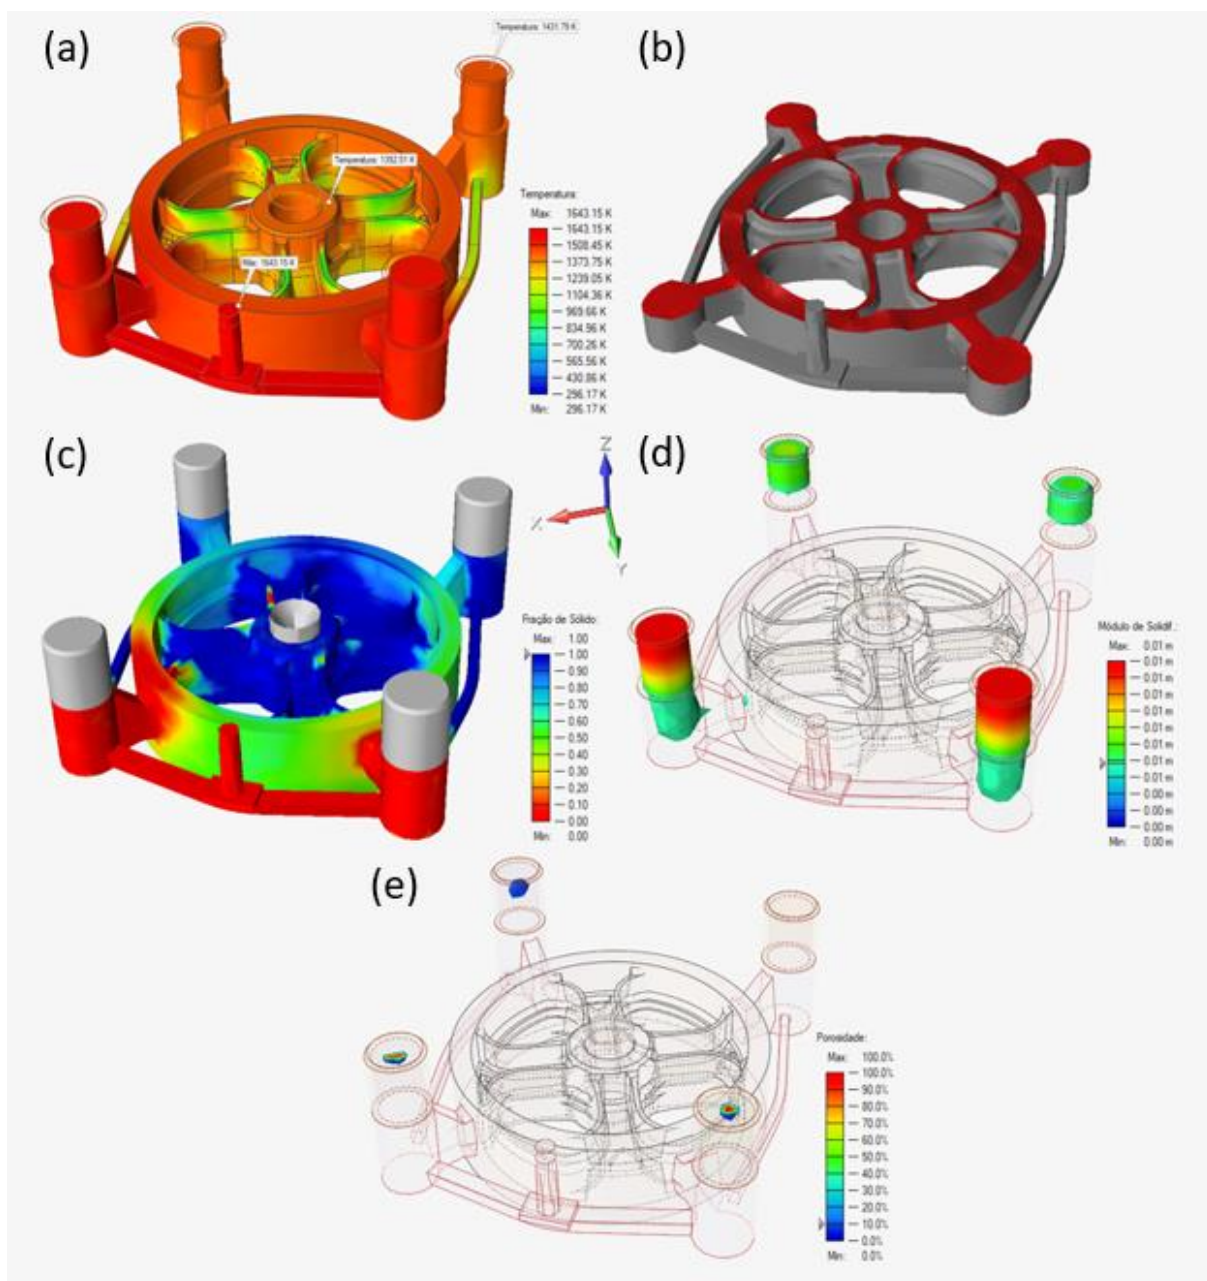 (a)
Temperatura: 1431.79 K
Temperatura: 1392.51 K
Máx: 1643.15 K
Temperatura:
Max: 1643.15 K
1643.15 K
1508.45 K
1373.75 K
1239.05 K
1104.36 K
969.66 K
834.96 K
700.26 K
565.56 K
430.86 K
296.17 K
Min: 296.17 K
(b)
(c)
Z
X
Y
Fração de Sólido:
Max: 1.00
1.00
0.90
0.80
0.70
0.60
0.50
0.40
0.30
0.20
0.10
0.00
Min: 0.00
(d)
Módulo de Solidif.:
Max: 0.01 m
0.01 m
0.01 m
0.01 m
0.01 m
0.01 m
0.01 m
0.01 m
0.00 m
0.00 m
0.00 m
Min: 0.00 m
(e)
Porosidade:
Max: 100.0%
100.0%
90.0%
80.0%
70.0%
60.0%
50.0%
40.0%
30.0%
20.0%
10.0%
0.0%
Min: 0.0%